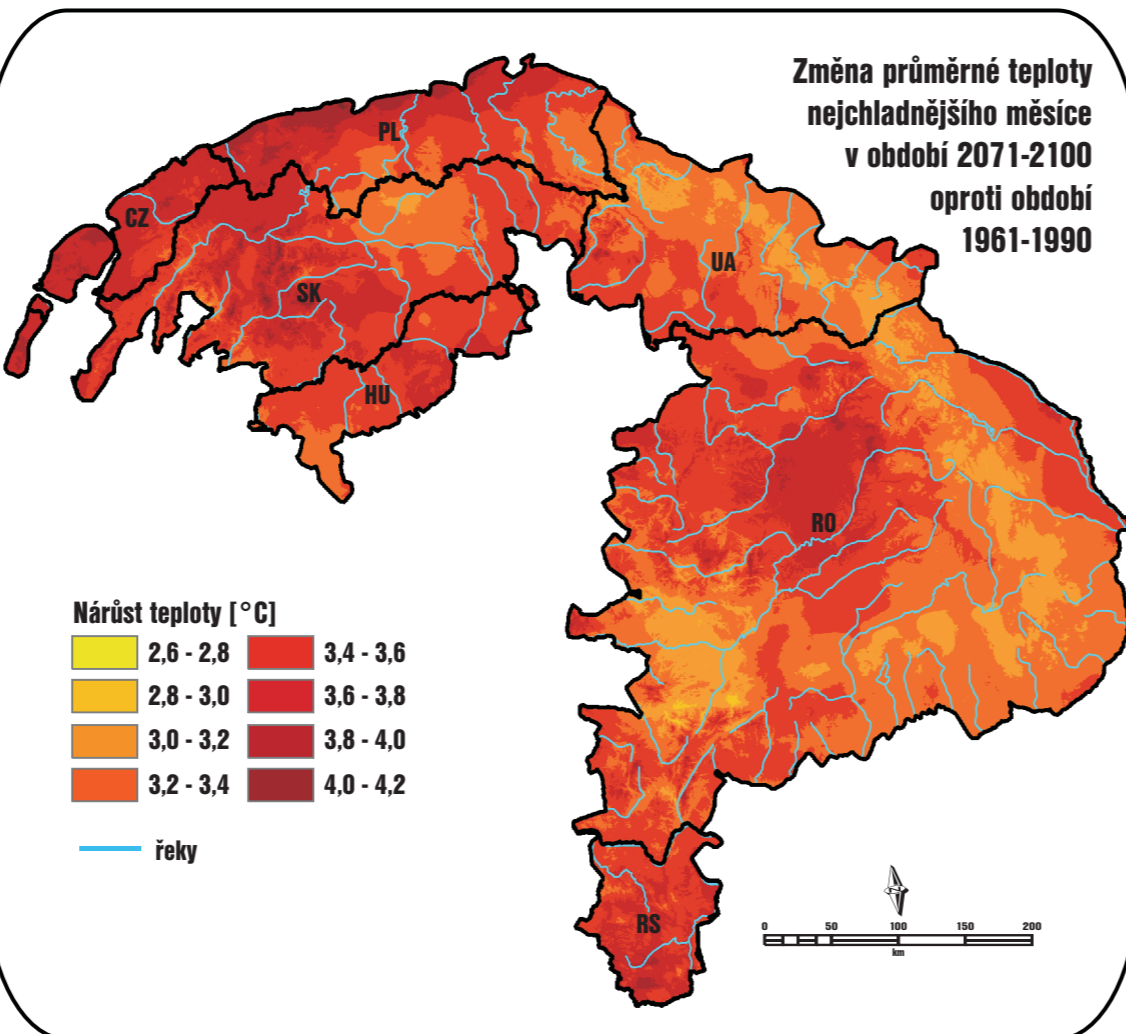 Změna průměrné teploty
nejchladnějšího měsíce
v období 2071-2100
oproti období
1961-1990
PL
CZ
UA
SK
HU
RO
Nárůst teploty [°C]
2,6 - 2,8
3,4 - 3,6
2,8 - 3,0
3,6 - 3,8
3,0 - 3,2
3,8 - 4,0
3,2 - 3,4
4,0 - 4,2
řeky
RS
0 50 100 150 200
km